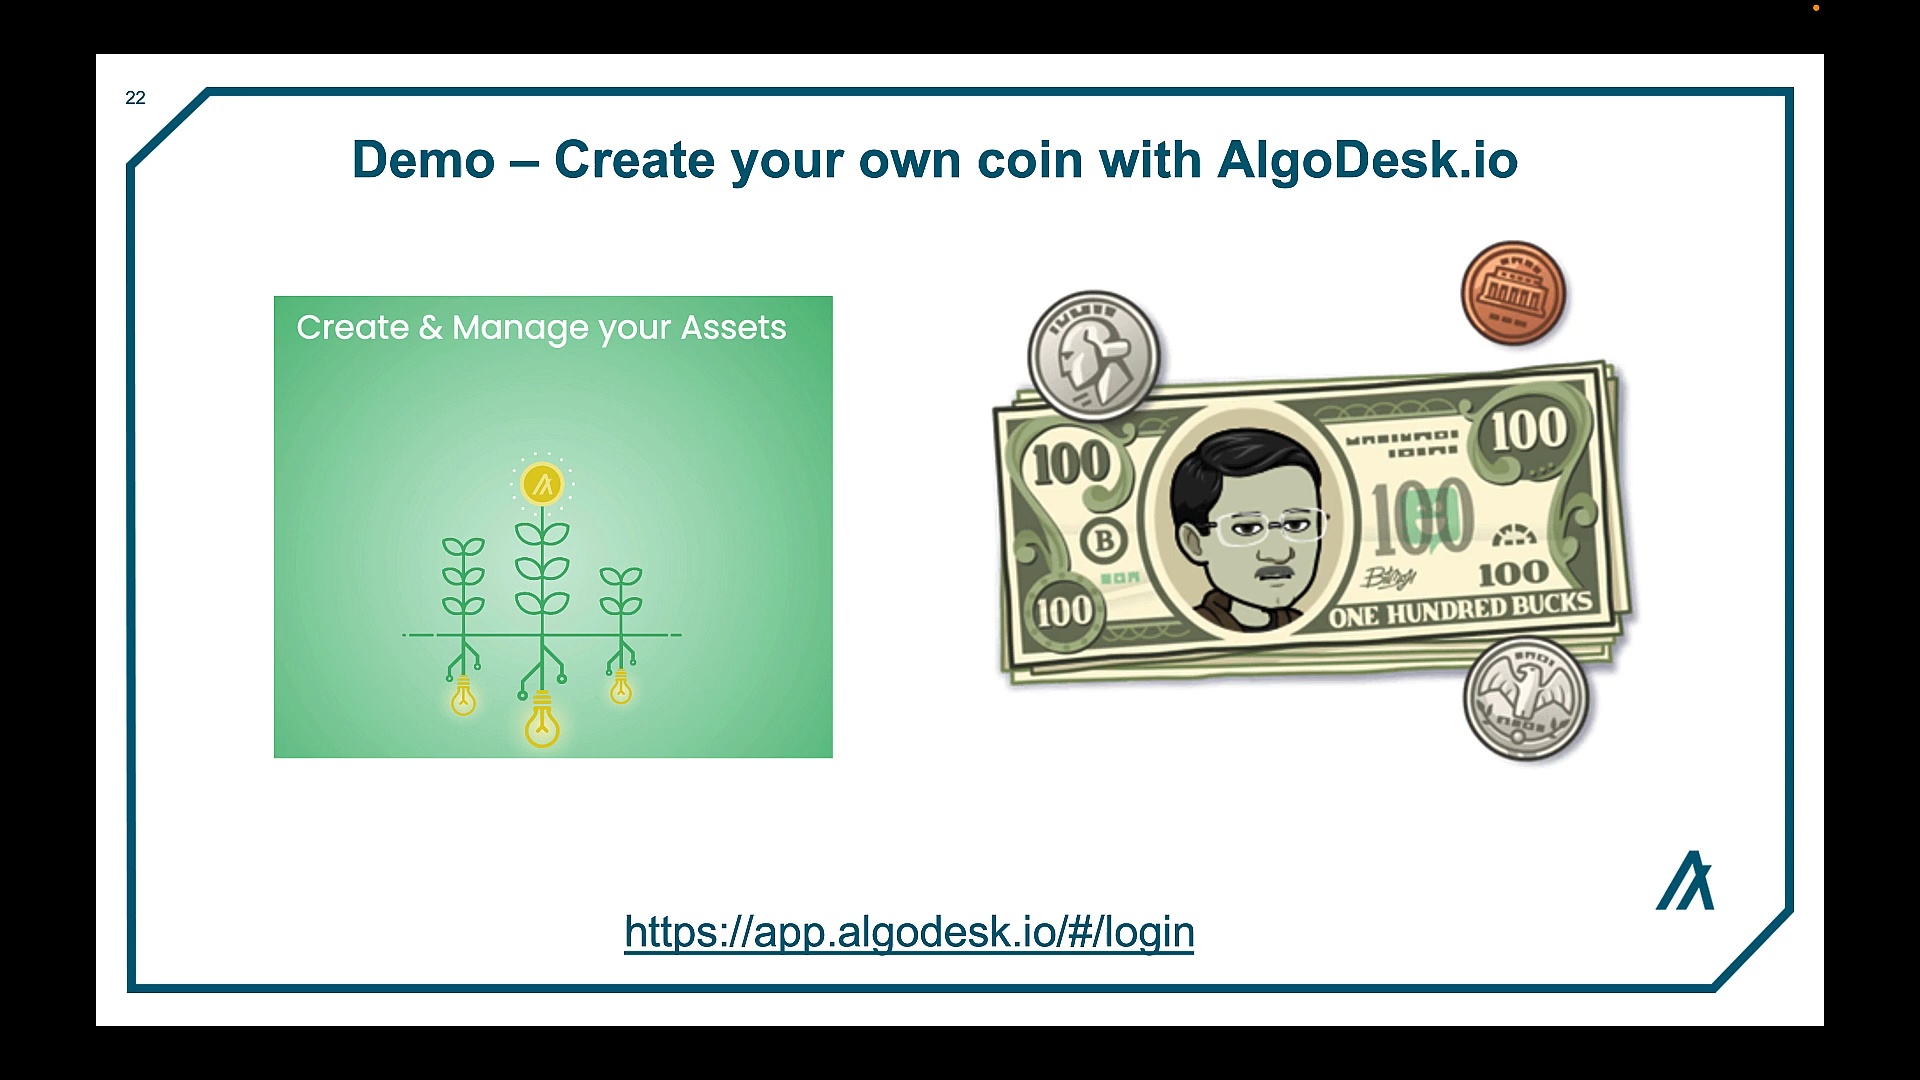 22
Demo – Create your own coin with AlgoDesk.io
Create & Manage your Assets
100
100
B
100
100
100
ONE HUNDRED BUCKS
https://app.algodesk.io/#/login